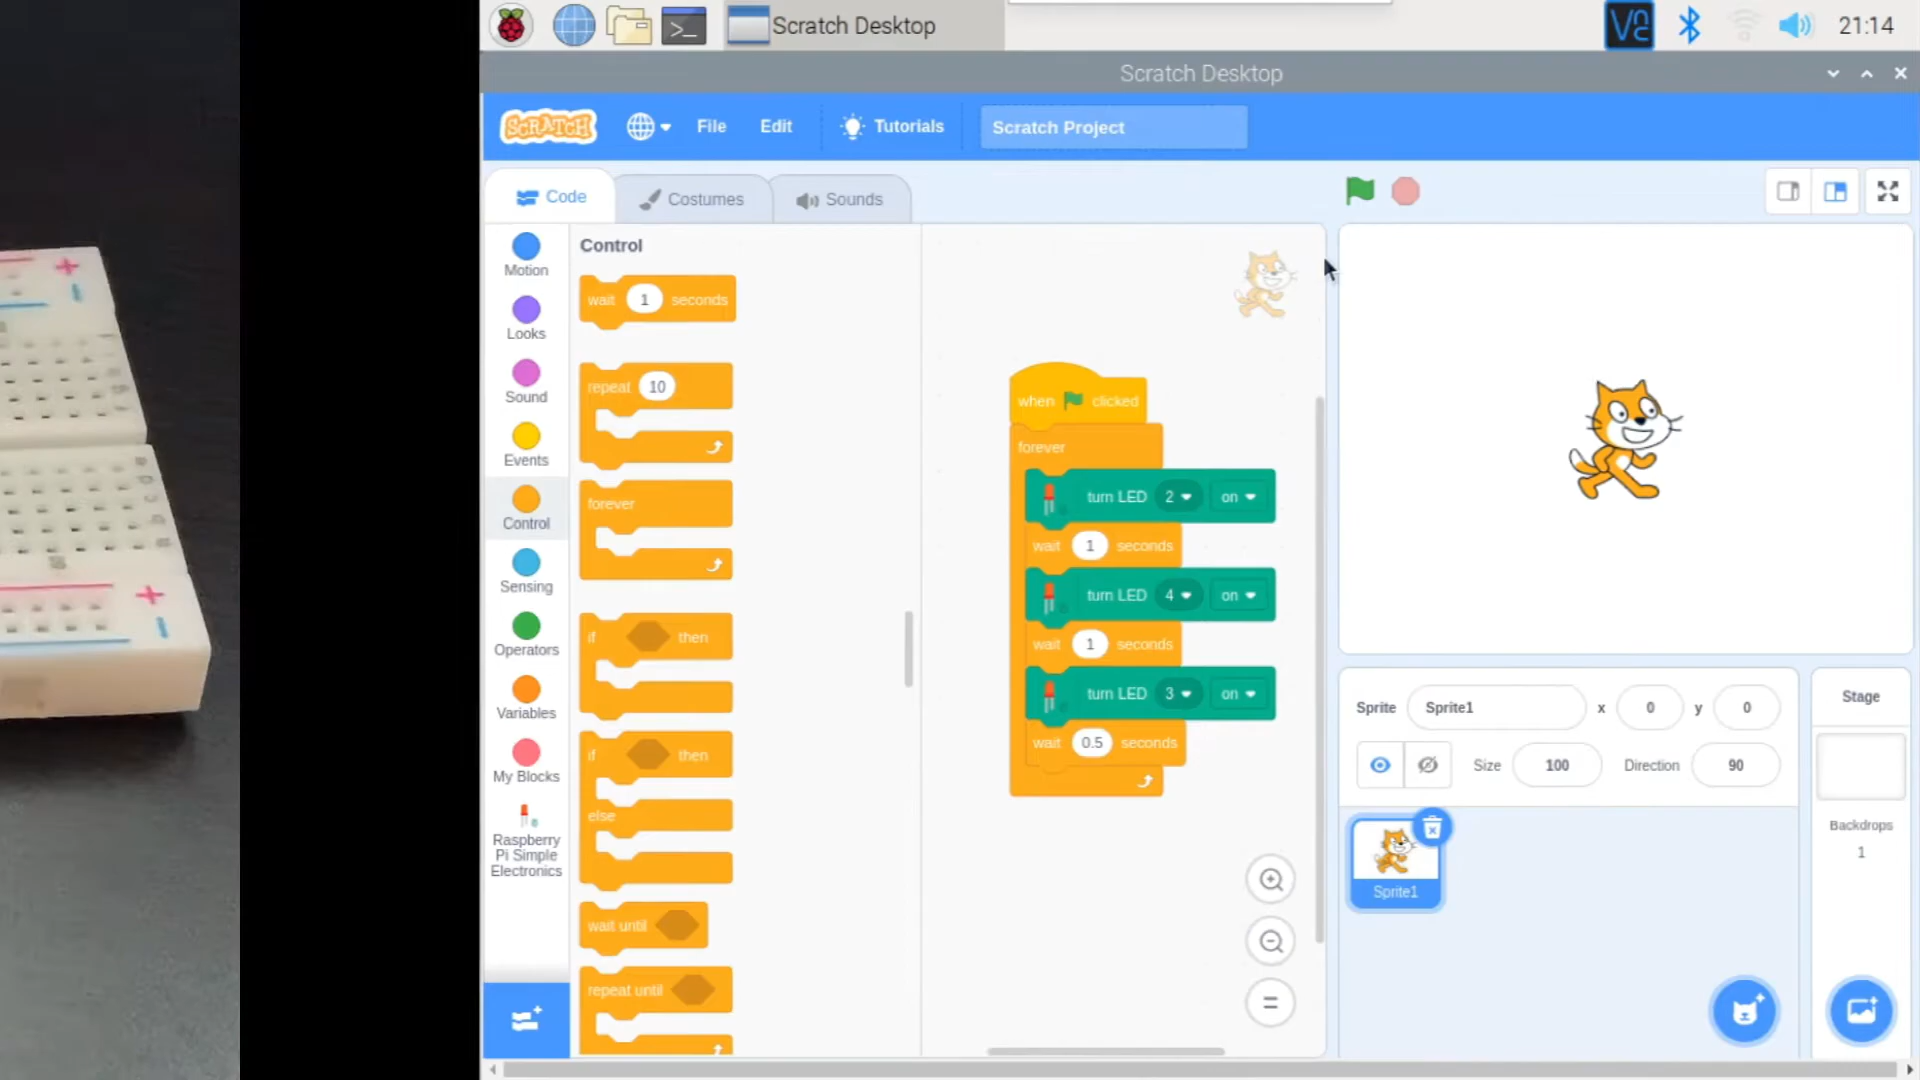 Scratch Desktop
21:14
Scratch Desktop
SCRATCH
File
Edit
Tutorials
Scratch Project
Code
Costumes
Sounds
Motion
Looks
Sound
Events
Control
Sensing
Operators
Variables
My Blocks
Raspberry
Pi Simple
Electronics
Control
wait 1 seconds
repeat 10
forever
if then
if then
else
wait until
repeat until
when clicked
forever
turn LED 2 on
wait 1 seconds
turn LED 4 on
wait 1 seconds
turn LED 3 on
wait 0.5 seconds
Sprite Sprite1 x 0 y 0
Size 100 Direction 90
Sprite1
Stage
Backdrops
1
+
+